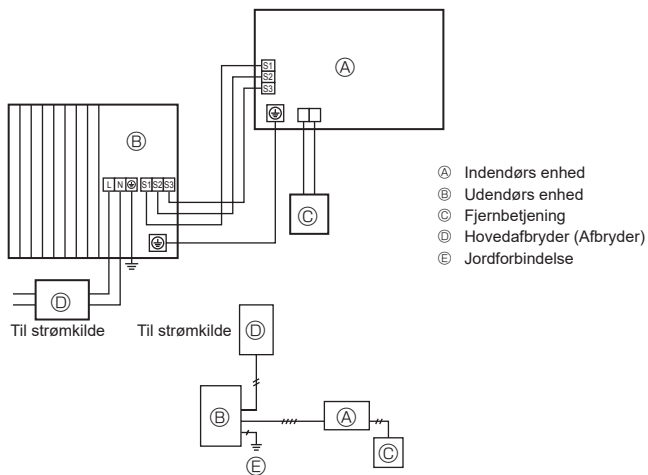 S1
S2
S3
Ⓐ
Ⓑ
L N S1 S2 S3
Ⓒ
Ⓐ Indendørs enhed
Ⓑ Udendørs enhed
Ⓒ Fjernbetjening
Ⓓ Hovedafbryder (Afbryder)
Ⓔ Jordforbindelse
Ⓓ
Til strømkilde
Til strømkilde
Ⓓ
Ⓑ
Ⓐ
Ⓒ
Ⓔ